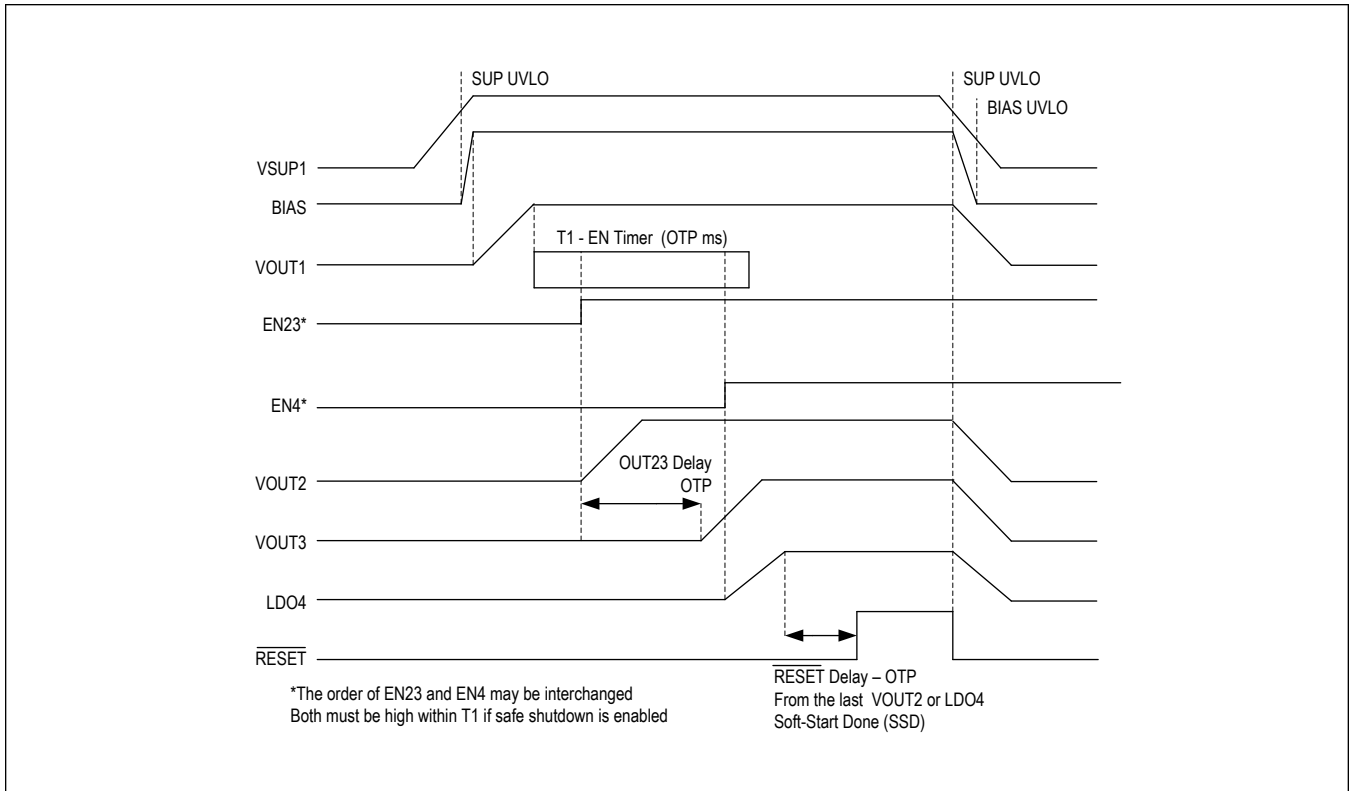 SUP UVLO
SUP UVLO
BIAS UVLO
VSUP1
BIAS
T1 - EN Timer (OTP ms)
VOUT1
EN23*
EN4*
OUT23 Delay
OTP
VOUT2
VOUT3
LDO4
RESET
*The order of EN23 and EN4 may be interchanged
Both must be high within T1 if safe shutdown is enabled
RESET Delay – OTP
From the last VOUT2 or LDO4
Soft-Start Done (SSD)